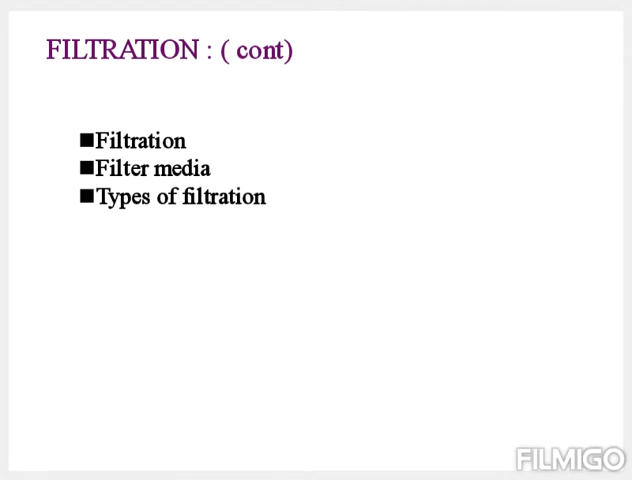 FILTRATION : ( cont)
■Filtration
■Filter media
■Types of filtration
FILMIGO